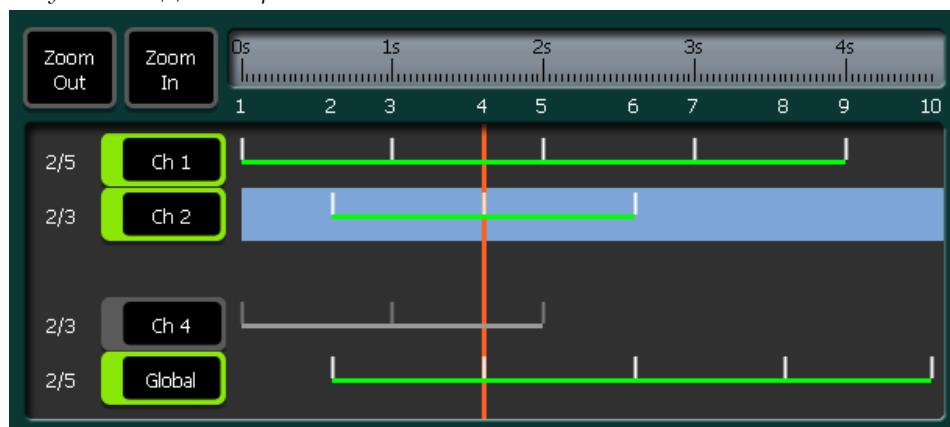 Zoom Out
Zoom In
0s 1s 2s 3s 4s
1 2 3 4 5 6 7 8 9 10
2/5 Ch 1
2/3 Ch 2
2/3 Ch 4
2/5 Global